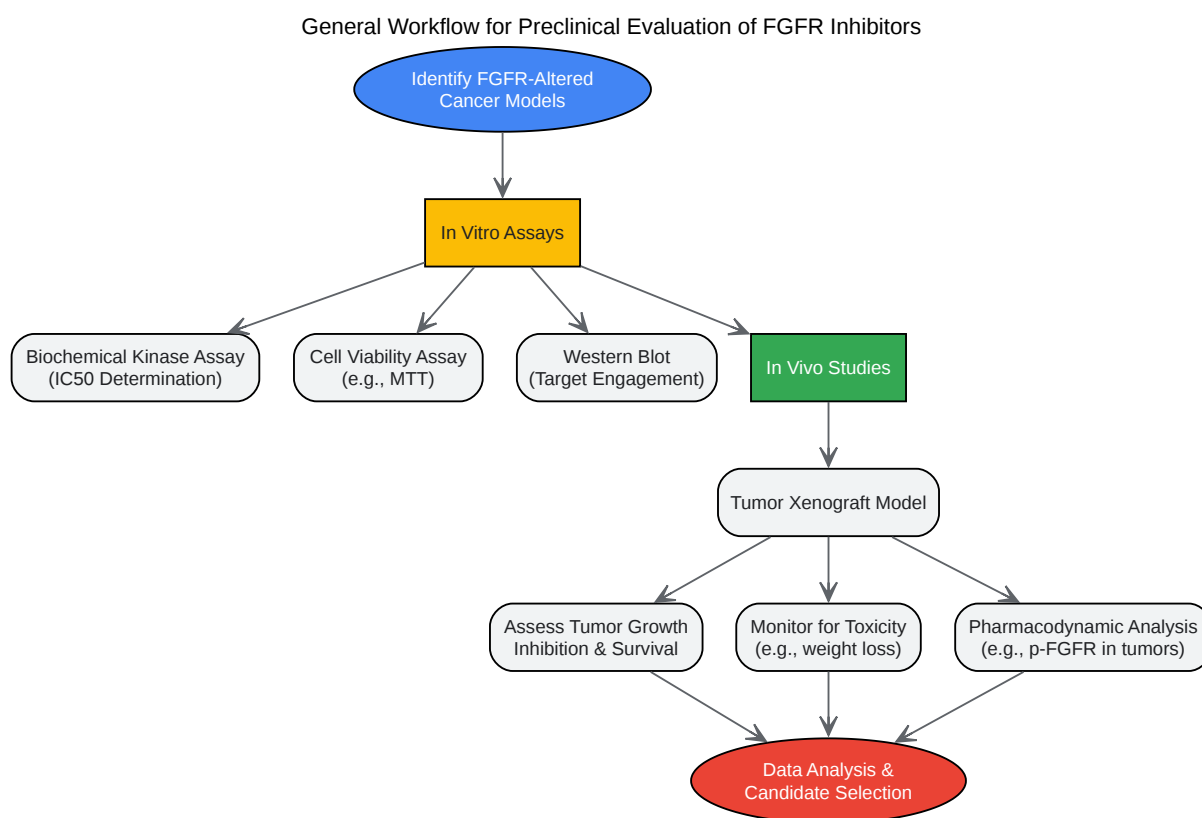 General Workflow for Preclinical Evaluation of FGFR Inhibitors
Identify FGFR-Altered
Cancer Models
In Vitro Assays
Biochemical Kinase Assay
(IC50 Determination)
Cell Viability Assay
(e.g., MTT)
Western Blot
(Target Engagement)
In Vivo Studies
Tumor Xenograft Model
Assess Tumor Growth
Inhibition & Survival
Monitor for Toxicity
(e.g., weight loss)
Pharmacodynamic Analysis
(e.g., p-FGFR in tumors)
Data Analysis &
Candidate Selection